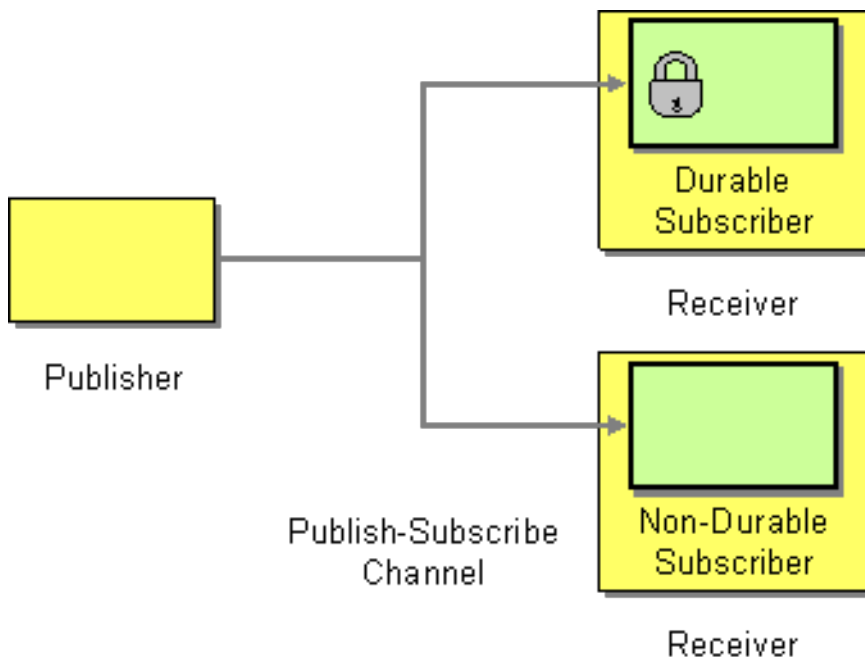 Durable
Subscriber
Receiver
Publisher
Publish-Subscribe
Channel
Non-Durable
Subscriber
Receiver